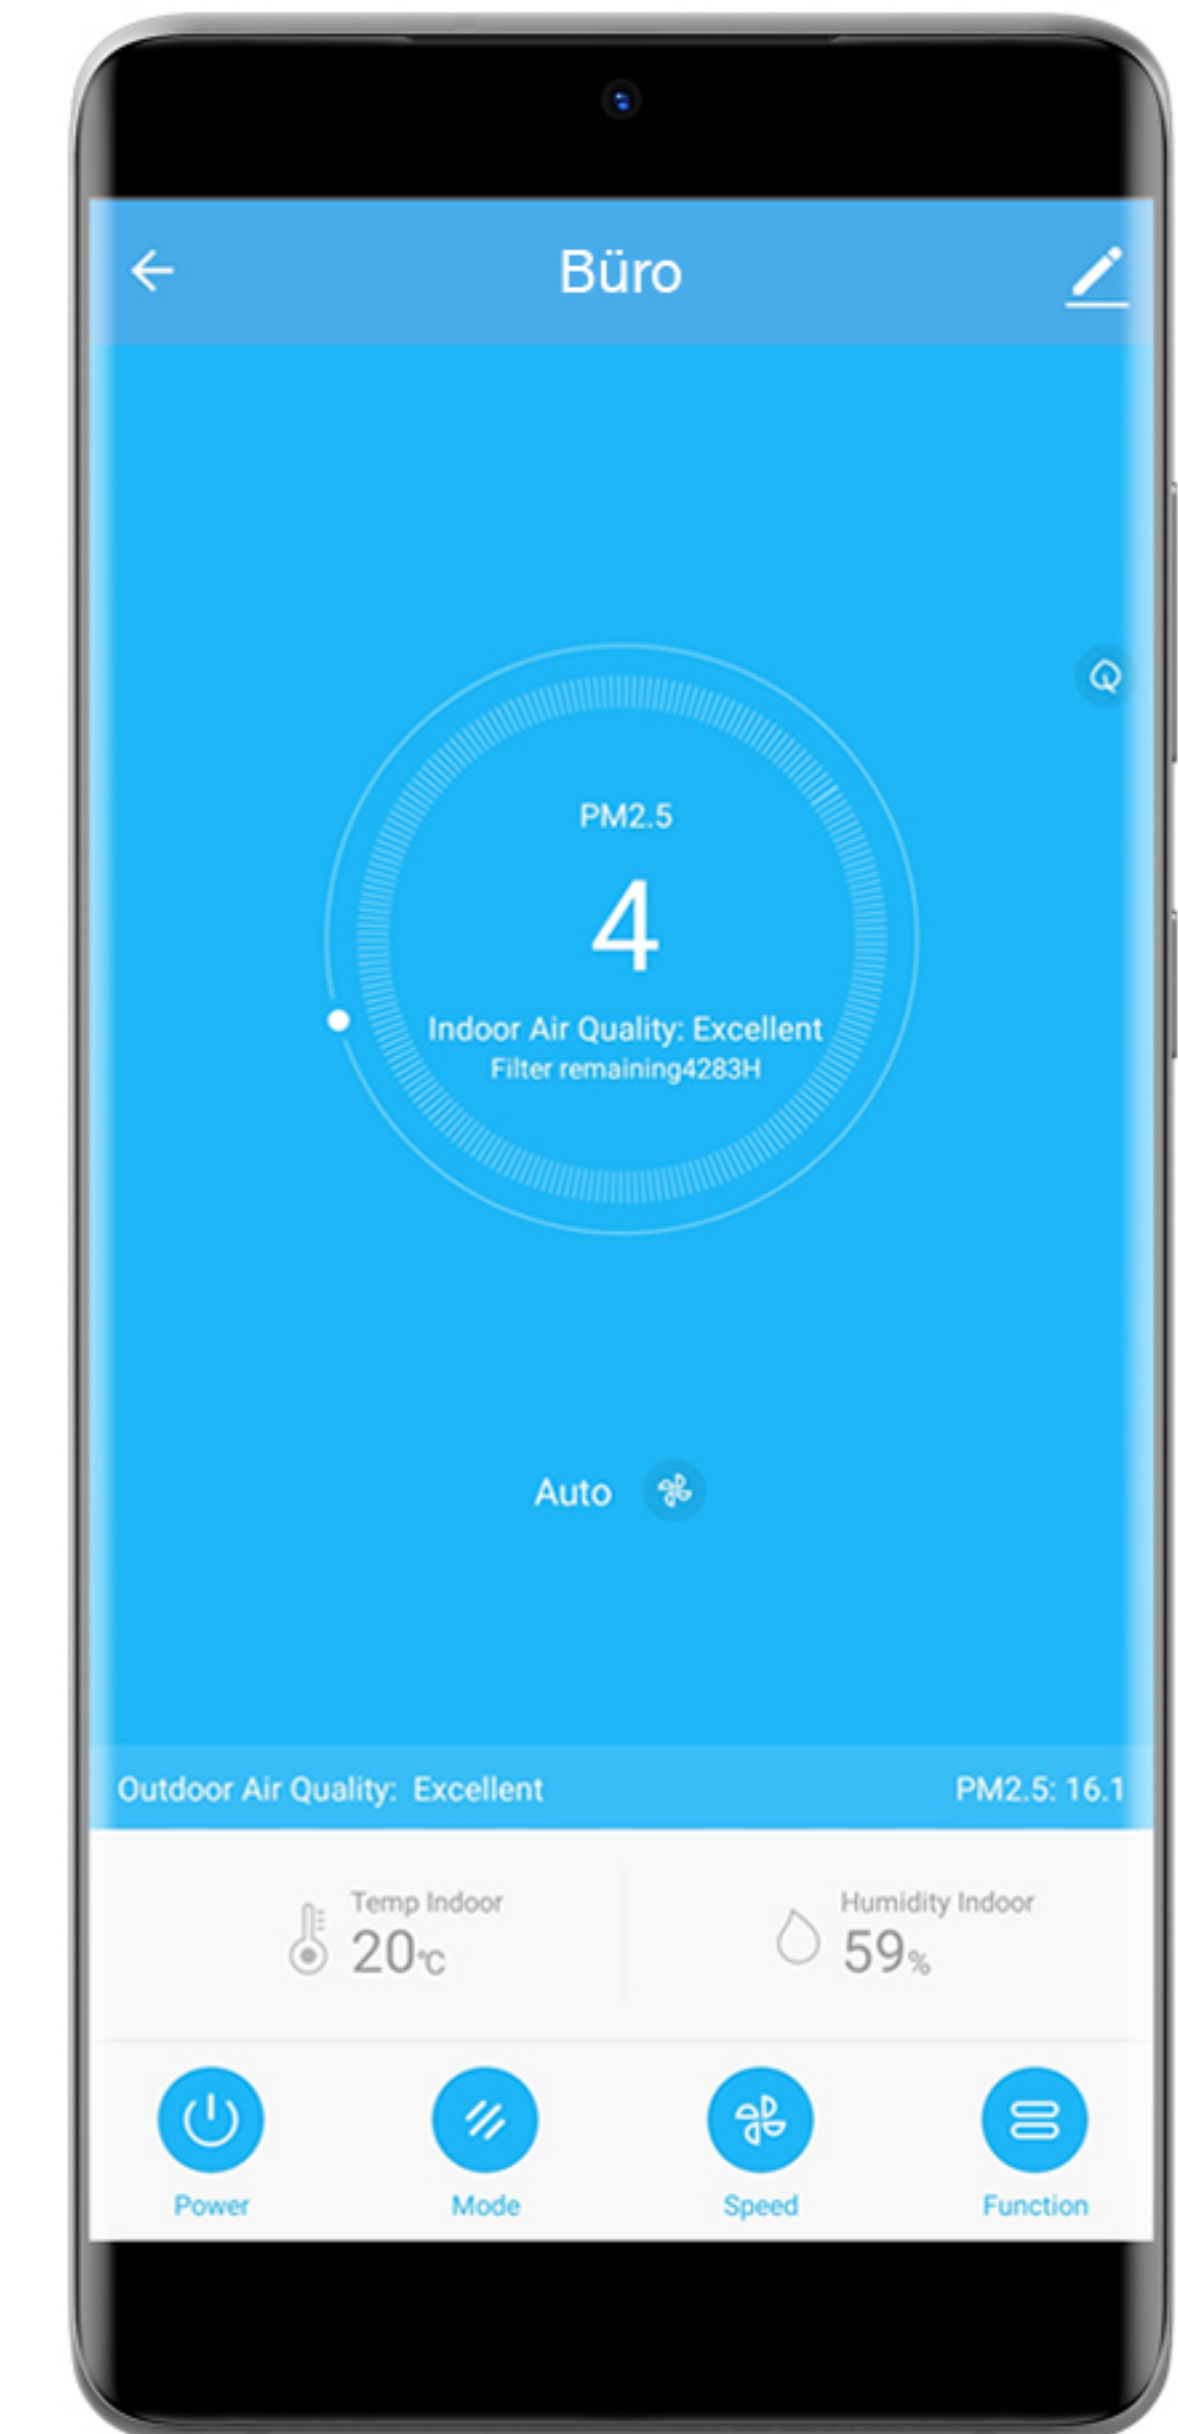 Büro
PM2.5
4
Indoor Air Quality: Excellent
Filter remaining4283H
Auto
Outdoor Air Quality: Excellent PM2.5: 16.1
Temp Indoor Humidity Indoor
20°C 59%
Power Mode Speed Function